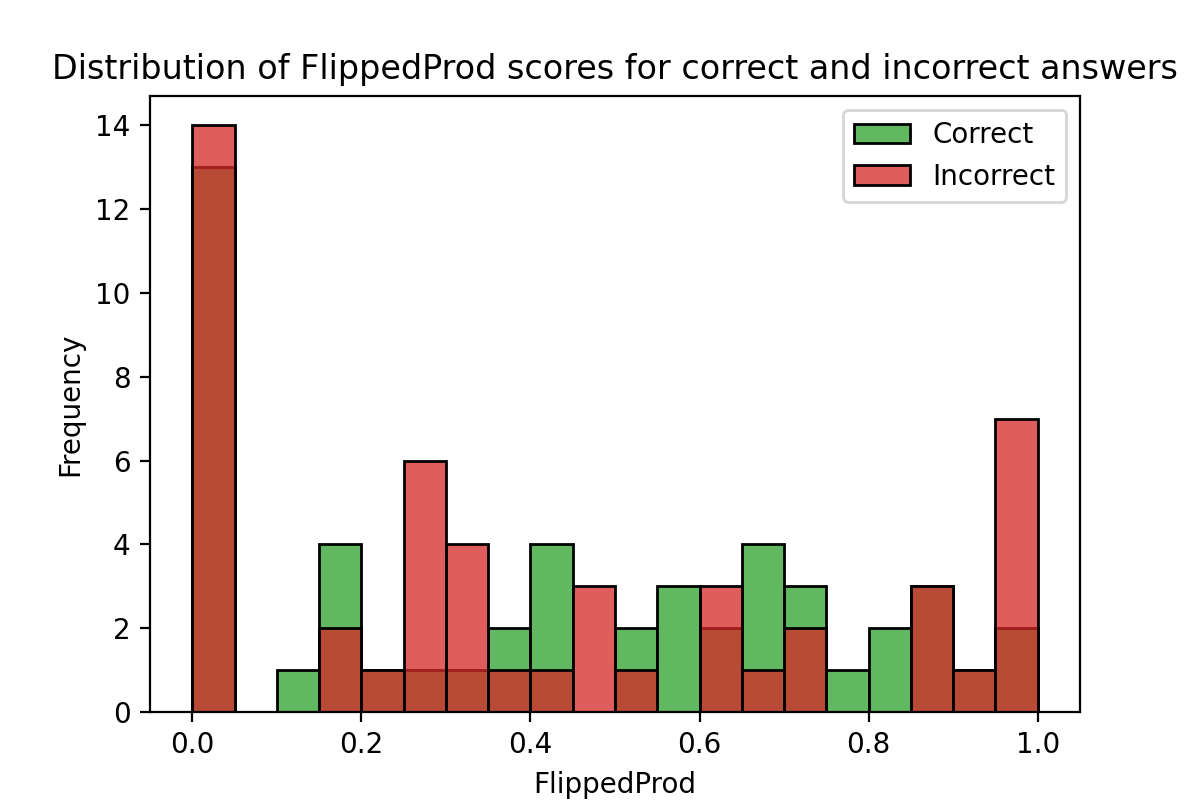 Distribution of FlippedProd scores for correct and incorrect answers
Correct
Incorrect
14
12
10
8
6
4
2
0
Frequency
0.0 0.2 0.4 0.6 0.8 1.0
FlippedProd